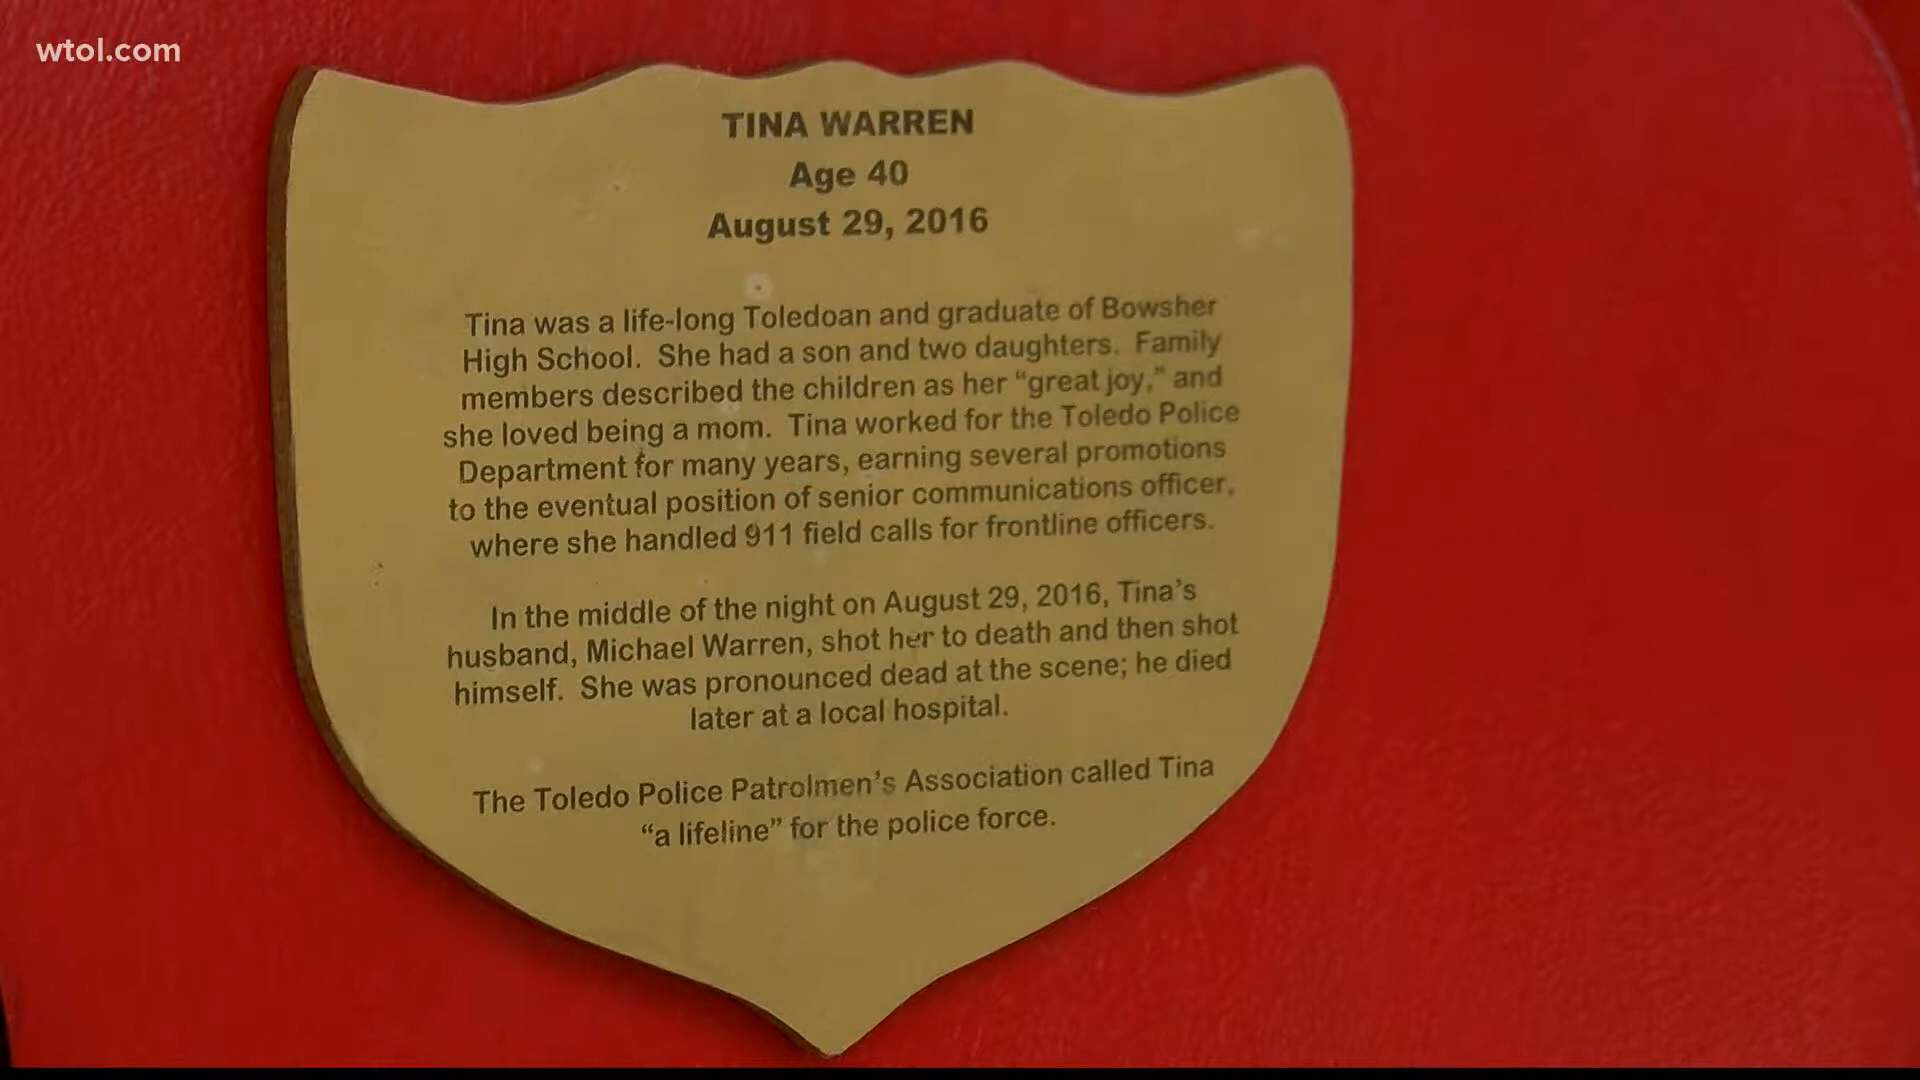 wtol.com
TINA WARREN
Age 40
August 29, 2016
Tina was a life-long Toledoan and graduate of Bowsher
High School. She had a son and two daughters. Family
members described the children as her “great joy,” and
she loved being a mom. Tina worked for the Toledo Police
Department for many years, earning several promotions
to the eventual position of senior communications officer,
where she handled 911 field calls for frontline officers.
In the middle of the night on August 29, 2016, Tina’s
husband, Michael Warren, shot her to death and then shot
himself. She was pronounced dead at the scene; he died
later at a local hospital.
The Toledo Police Patrolmen’s Association called Tina
“a lifeline” for the police force.